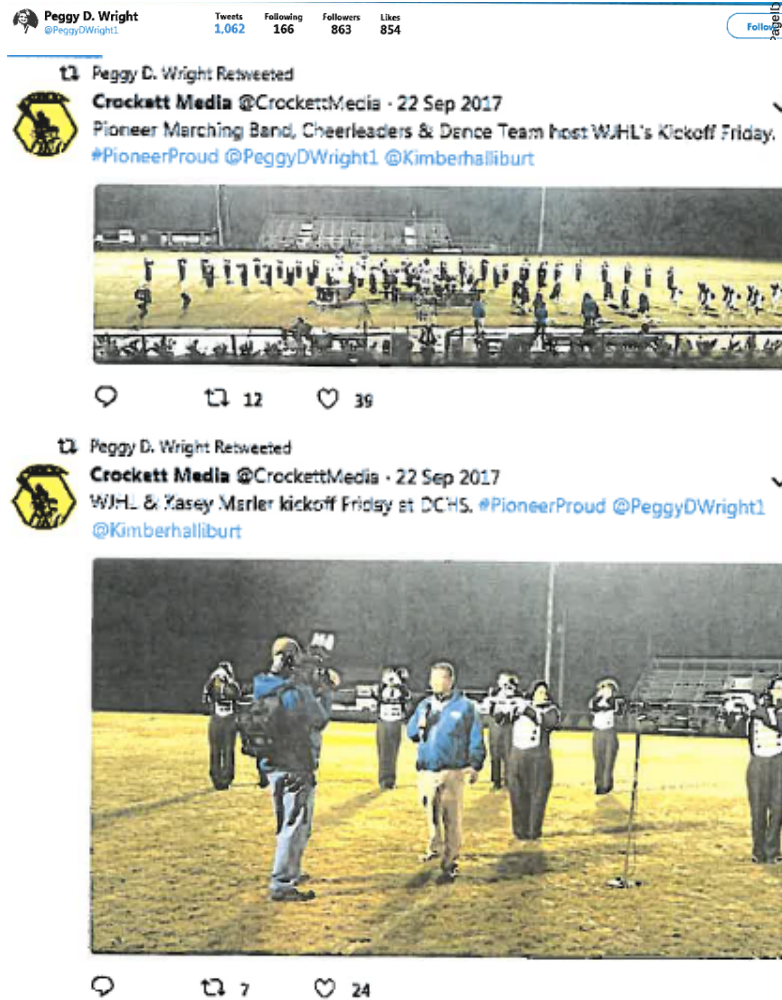 Peggy D. Wright
@PeggyDWright1
Tweets Following Followers Likes
1,062 166 863 854
Follow
PageID
Peggy D. Wright Retweeted
Crockett Media @CrockettMedia · 22 Sep 2017
Pioneer Marching Band, Cheerleaders & Dance Team host WJHL's Kickoff Friday.
#PioneerProud @PeggyDWright1 @Kimberhalliburt
12 39
Peggy D. Wright Retweeted
Crockett Media @CrockettMedia · 22 Sep 2017
WJHL & Kasey Marler kickoff Friday at DCHS. #PioneerProud @PeggyDWright1
@Kimberhalliburt
7 24